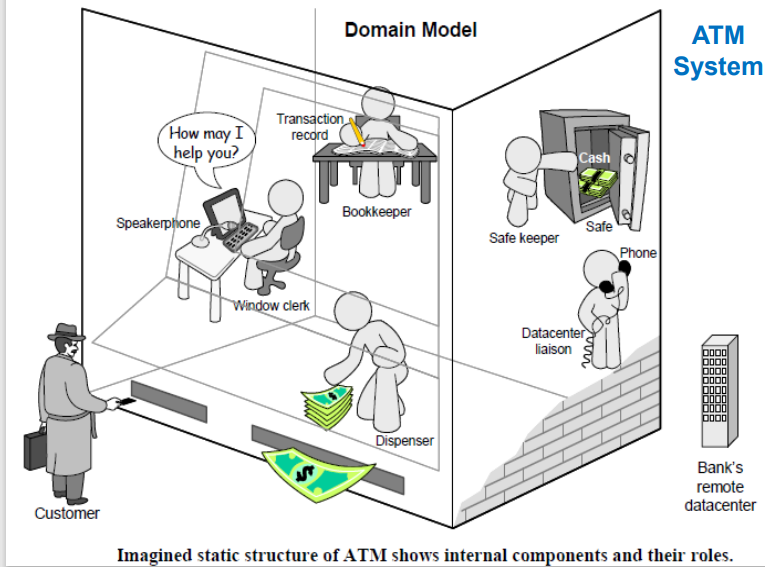 Domain Model
ATM
System
Transaction
record
How may I
help you?
Bookkeeper
Speakerphone
Window clerk
Cash
Safe
Safe keeper
Phone
Datacenter
liaison
Dispenser
$
Customer
Bank's
remote
datacenter
Imagined static structure of ATM shows internal components and their roles.